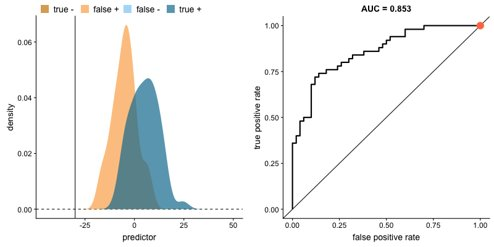 true - false + false - true +
AUC = 0.853
density
0.06
0.04
0.02
0.00
-25 0 25 50
predictor
true positive rate
1.00
0.75
0.50
0.25
0.00
0.00 0.25 0.50 0.75 1.00
false positive rate